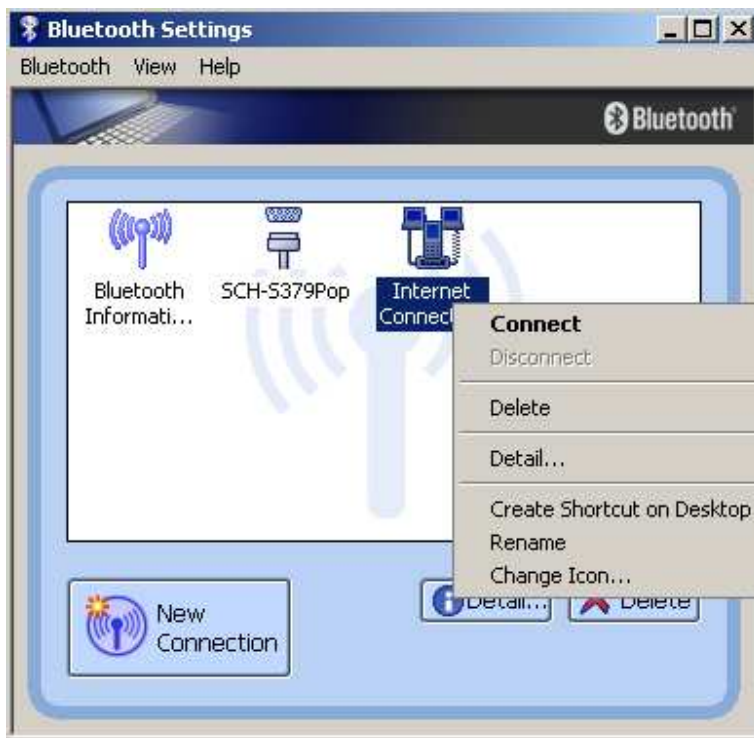 Bluetooth Settings
Bluetooth View Help
Bluetooth
Bluetooth
Informati...
SCH-S379Pop
Internet
Connect
Connect
Disconnect
Delete
Detail...
Create Shortcut on Desktop
Rename
Change Icon...
New
Connection
Detail...
Delete